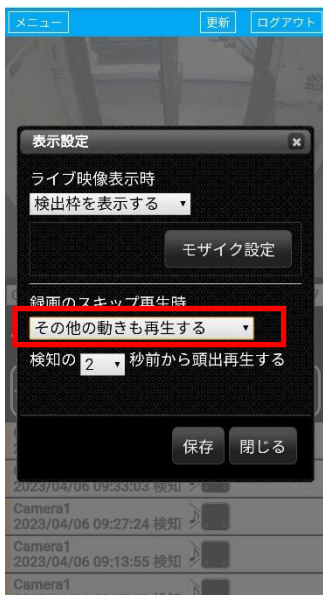 メニュー
更新
ログアウト
表示設定
ライブ映像表示時
検出枠を表示する
モザイク設定
録画のスキップ再生時
その他の動きも再生する
検知の 2 秒前から頭出再生する
保存
閉じる
2023/04/06 09:33:03 検知
Camera1
2023/04/06 09:27:24 検知
Camera1
2023/04/06 09:13:55 検知
Camera1